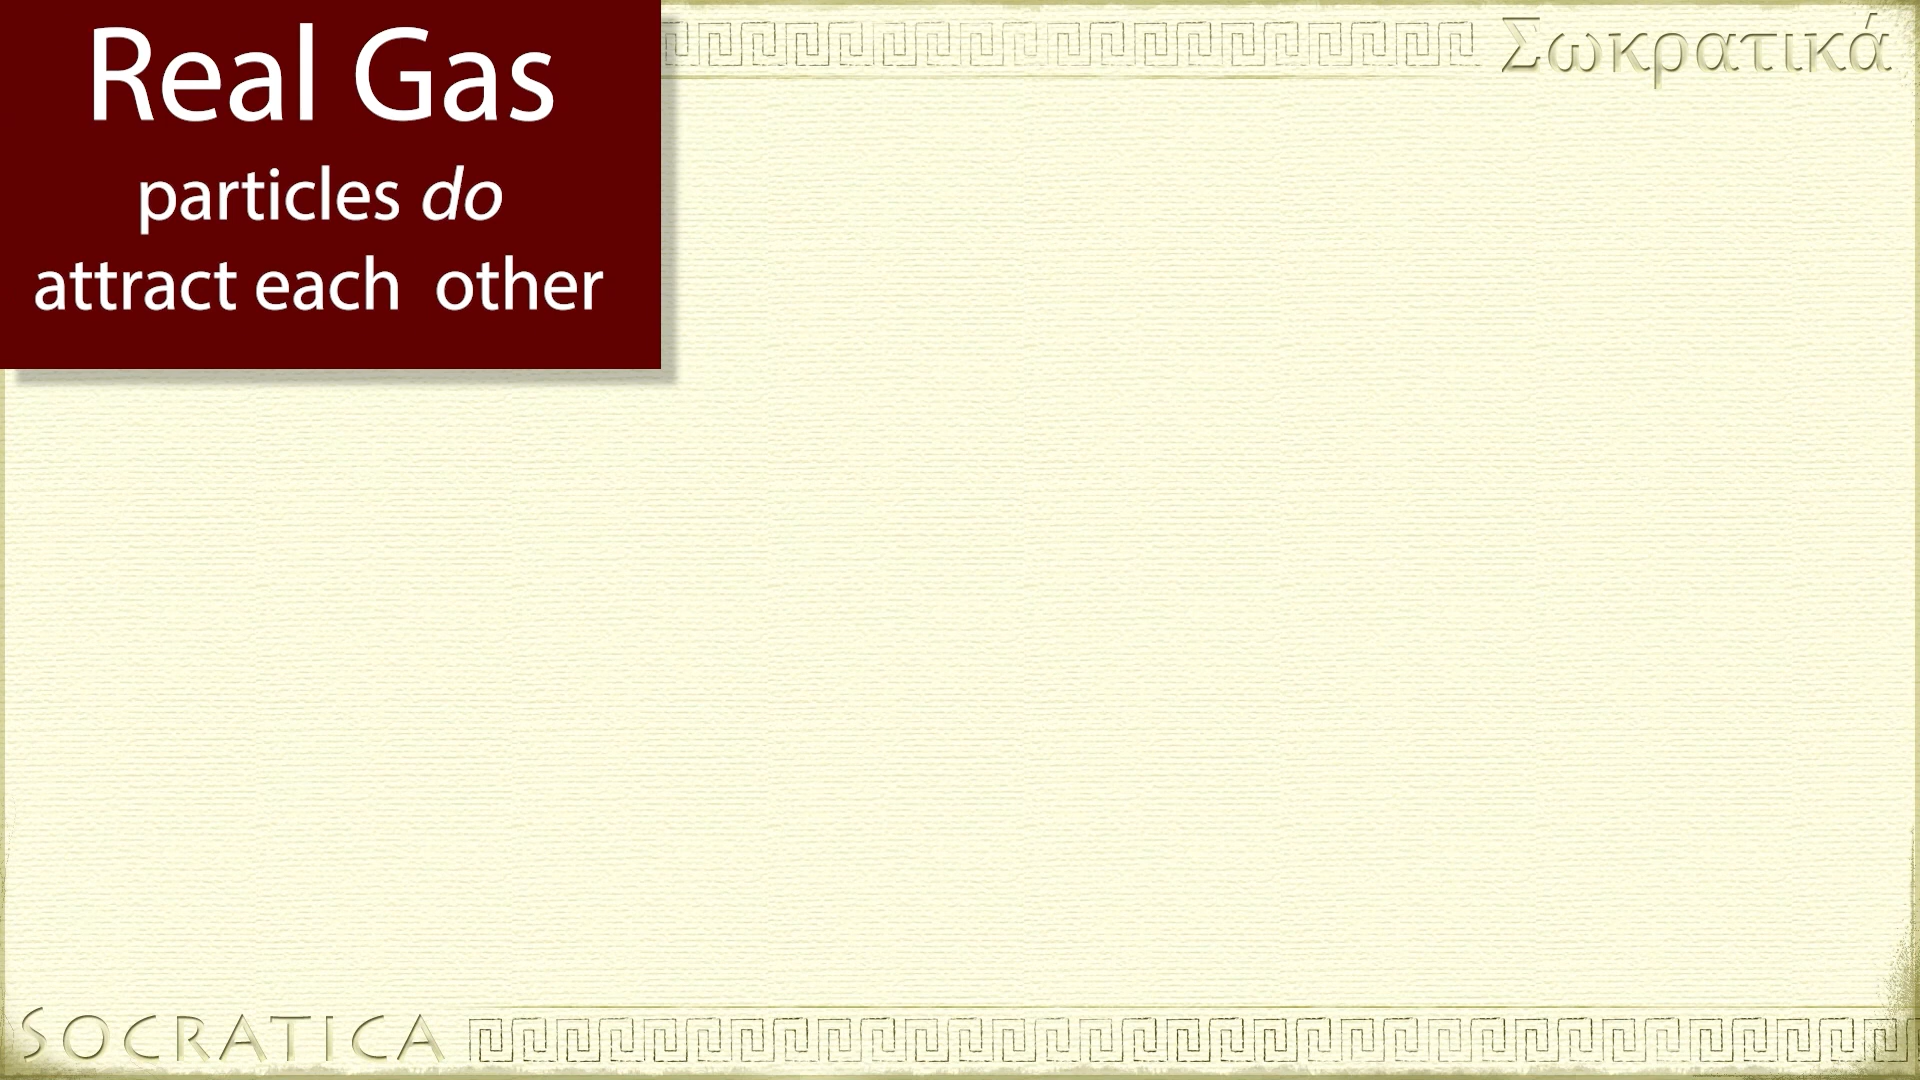 Real Gas
particles do
attract each other
Σωκρατικά
SOCRATICA